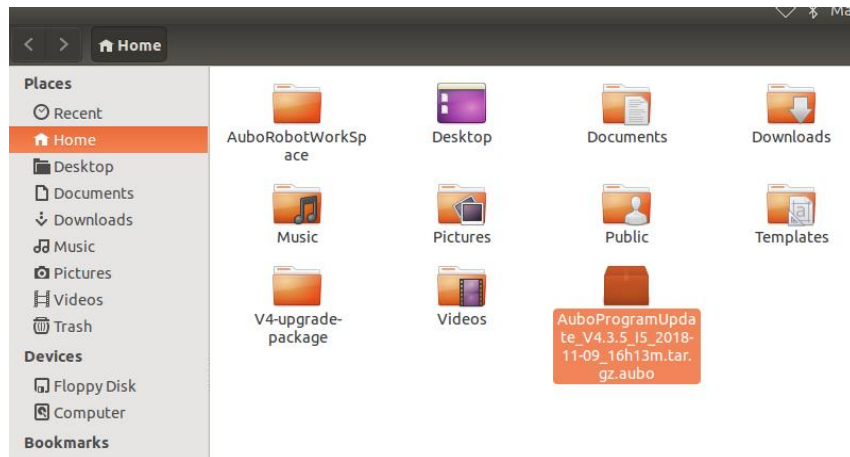 Ma
Home
Places
Recent
Home
Desktop
Documents
Downloads
Music
Pictures
Videos
Trash
Devices
Floppy Disk
Computer
Bookmarks
AuboRobotWorkSp
ace
Desktop
Documents
Downloads
Music
Pictures
Public
Templates
V4-upgrade-
package
Videos
AuboProgramUpda
te_V4.3.5_I5_2018-
11-09_16h13m.tar.
gz.aubo